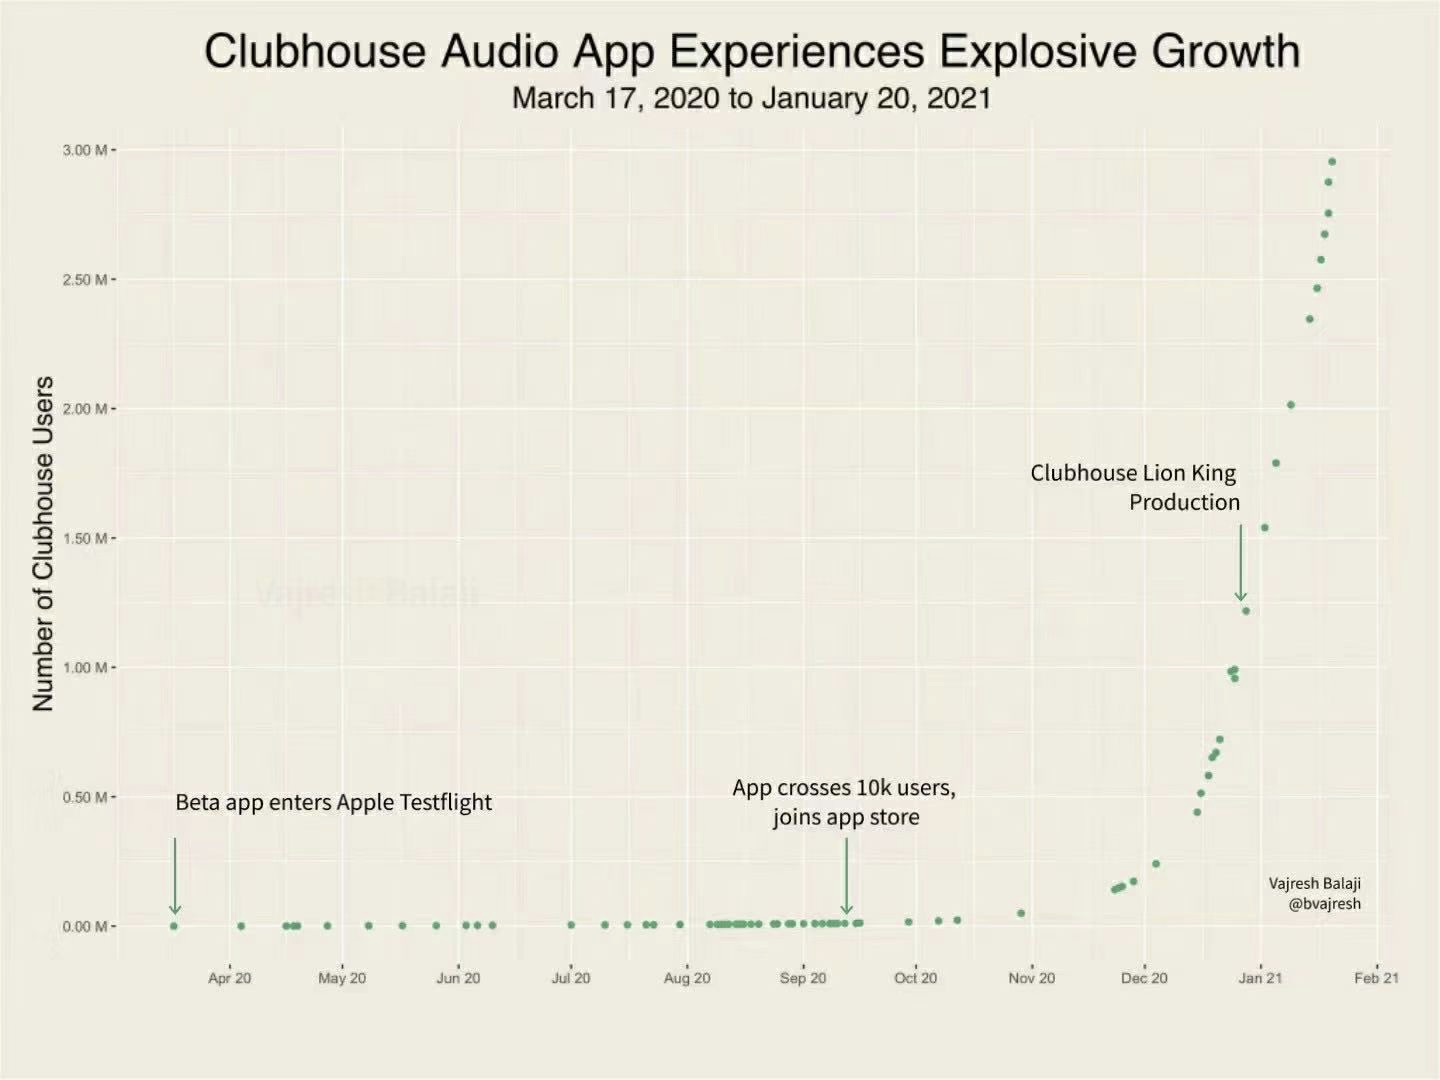 Clubhouse Audio App Experiences Explosive Growth
March 17, 2020 to January 20, 2021
Number of Clubhouse Users
3.00 M
2.50 M
2.00 M
1.50 M
1.00 M
0.50 M
0.00 M
Clubhouse Lion King
Production
Vajresh Balaji
Beta app enters Apple Testflight
App crosses 10k users,
joins app store
Vajresh Balaji
@bvajresh
Apr 20
May 20
Jun 20
Jul 20
Aug 20
Sep 20
Oct 20
Nov 20
Dec 20
Jan 21
Feb 21